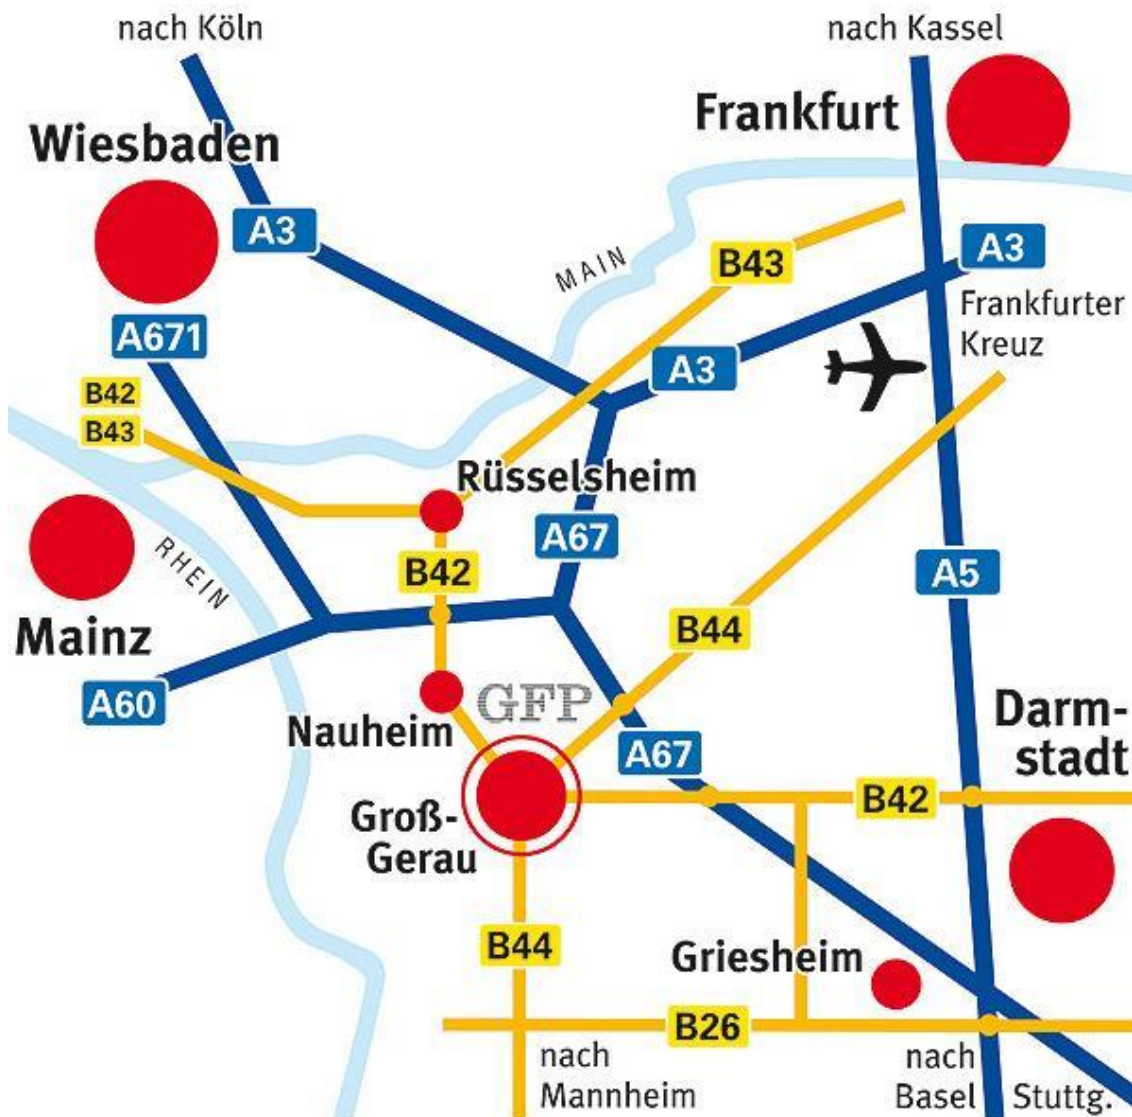 nach Köln
nach Kassel
Frankfurt
Wiesbaden
A3
A3
MAIN
B43
Frankfurter
Kreuz
A671
A3
B42
B43
Rüsselsheim
A67
RHEIN
B42
A5
Mainz
B44
A60
GFP
Nauheim
Darm-
stadt
A67
B42
Groß-
Gerau
B44
Griesheim
B26
nach
Mannheim
nach
Basel
Stuttg.